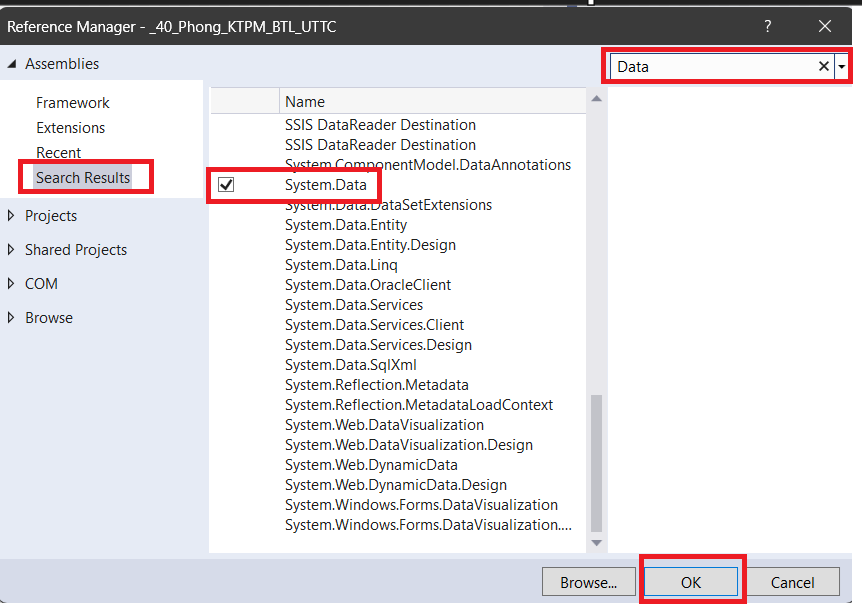 Reference Manager - _40_Phong_KTPM_BTL_UTTC
?
Assemblies
Data
Framework
Extensions
Recent
Search Results
Projects
Shared Projects
COM
Browse
Name
SSIS DataReader Destination
SSIS DataReader Destination
System.ComponentModel.DataAnnotations
System.Data
System.Data.DataSetExtensions
System.Data.Entity
System.Data.Entity.Design
System.Data.Linq
System.Data.OracleClient
System.Data.Services
System.Data.Services.Client
System.Data.Services.Design
System.Data.SqlXml
System.Reflection.Metadata
System.Reflection.MetadataLoadContext
System.Web.DataVisualization
System.Web.DataVisualization.Design
System.Web.DynamicData
System.Web.DynamicData.Design
System.Windows.Forms.DataVisualization
System.Windows.Forms.DataVisualization....
Browse...
OK
Cancel